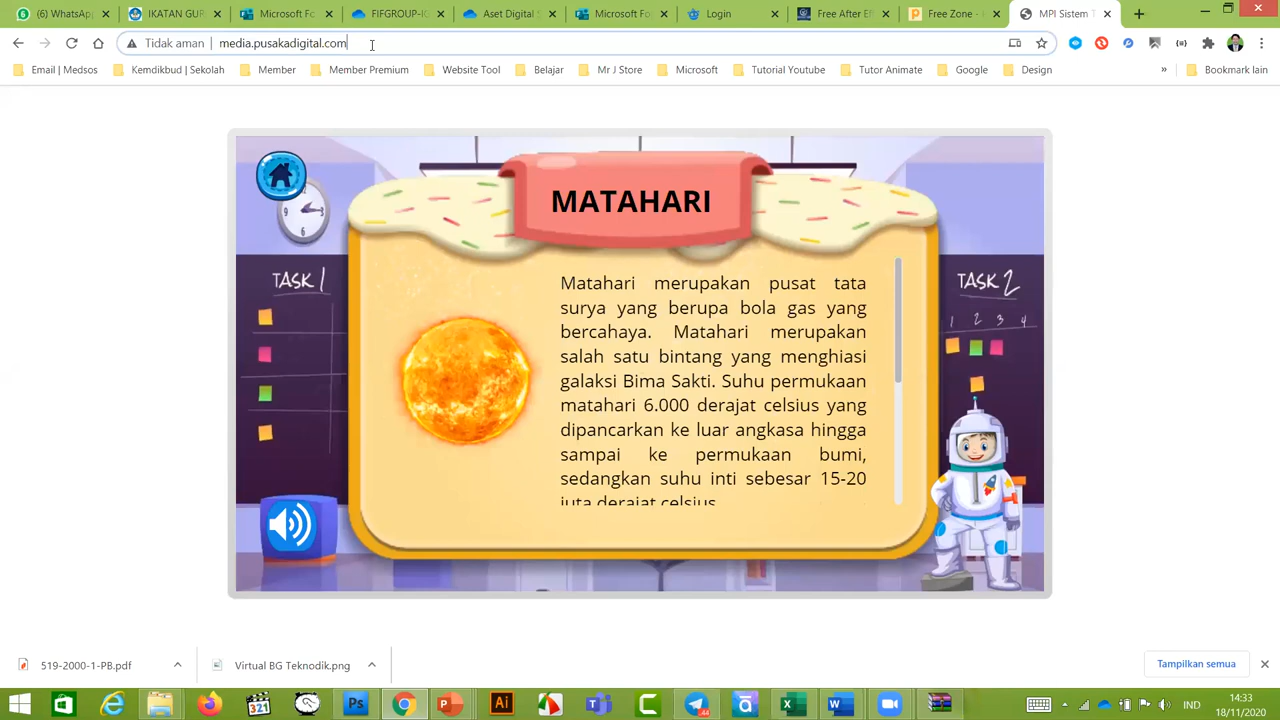 (6) WhatsApp
IKATAN GUR
Microsoft Fo
FIFGROUP-IG
Aset Digital S
Microsoft Fo
Login
Free After Eff
Free Zone -
MPI Sistem T
Tidak aman
media.pusakadigital.com
Email | Medsos
Kemdikbud | Sekolah
Member
Member Premium
Website Tool
Belajar
Mr J Store
Microsoft
Tutorial Youtube
Tutor Animate
Google
Design
»
Bookmark lain
MATAHARI
TASK 1
TASK 2
1 2 3 4
Matahari merupakan pusat tata
surya yang berupa bola gas yang
bercahaya. Matahari merupakan
salah satu bintang yang menghiasi
galaksi Bima Sakti. Suhu permukaan
matahari 6.000 derajat celsius yang
dipancarkan ke luar angkasa hingga
sampai ke permukaan bumi,
sedangkan suhu inti sebesar 15-20
juta derajat celsius.
519-2000-1-PB.pdf
Virtual BG Teknodik.png
Tampilkan semua
IND
14:33
18/11/2020